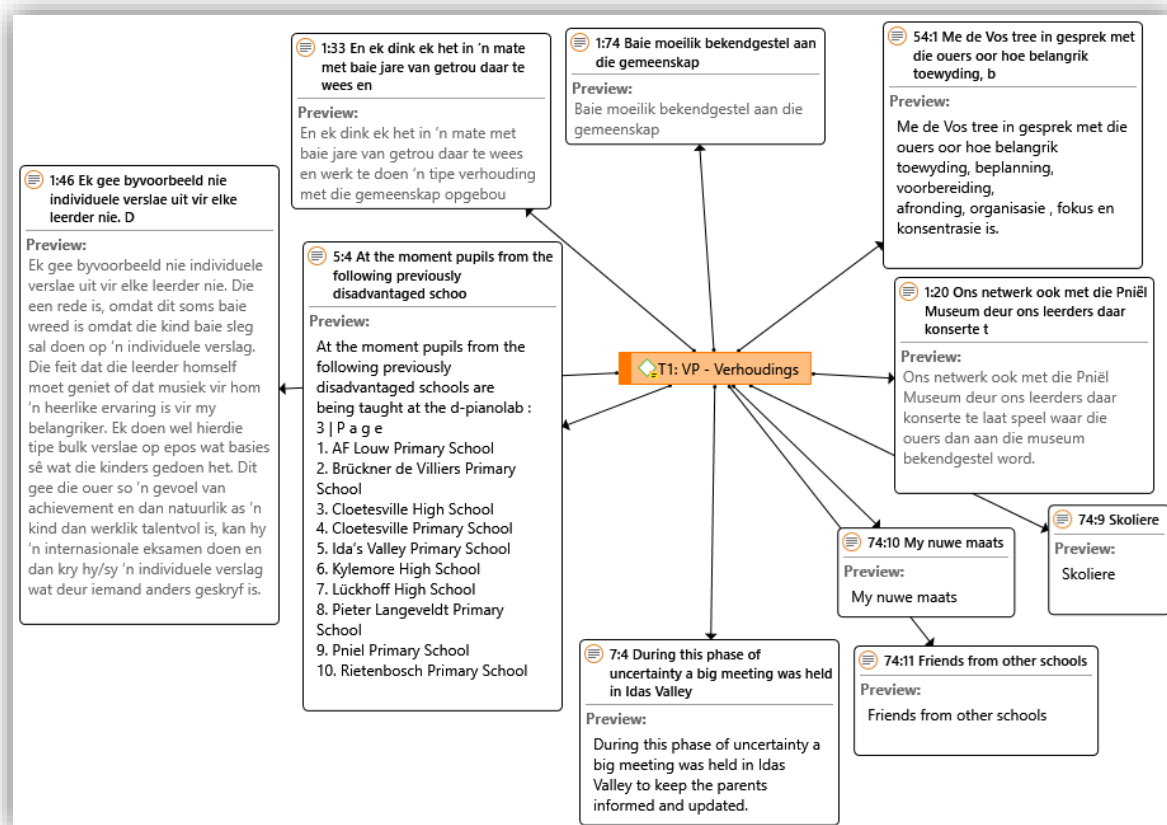 1:33 En ek dink ek het in 'n mate
met baie jare van getrou daar te
wees en
Preview:
En ek dink ek het in 'n mate met
baie jare van getrou daar te wees
en werk te doen 'n tipe verhouding
met die gemeenskap opgebou
1:74 Baie moeilik bekendgestel aan
die gemeenskap
Preview:
Baie moeilik bekendgestel aan die
gemeenskap
54:1 Me de Vos tree in gesprek met
die ouers oor hoe belangrik
toewyding, b
Preview:
Me de Vos tree in gesprek met die
ouers oor hoe belangrik
toewyding, beplanning,
voorbereiding,
afronding, organisasie , fokus en
konsentrasie is.
1:46 Ek gee byvoorbeeld nie
individuele verslae uit vir elke
leerder nie. D
Preview:
Ek gee byvoorbeeld nie individuele
verslae uit vir elke leerder nie. Die
een rede is, omdat dit soms baie
wreed is omdat die kind baie sleg
sal doen op 'n individuele verslag.
Die feit dat die leerder homself
moet geniet of dat musiek vir hom
'n heerlike ervaring is vir my
belangriker. Ek doen wel hierdie
tipe bulk verslae op epos wat basies
sê wat die kinders gedoen het. Dit
gee die ouer so 'n gevoel van
achievement en dan natuurlik as 'n
kind dan werklik talentvol is, kan hy
'n internasionale eksamen doen en
dan kry hy/sy 'n individuele verslag
wat deur iemand anders geskryf is.
5:4 At the moment pupils from the
following previously
disadvantaged schoo
Preview:
At the moment pupils from the
following previously
disadvantaged schools are
being taught at the d-pianolab :
3 | P a g e
1. AF Louw Primary School
2. Brückner de Villiers Primary
School
3. Cloetesville High School
4. Cloetesville Primary School
5. Ida's Valley Primary School
6. Kylemore High School
7. Lückhoff High School
8. Pieter Langeveldt Primary
School
9. Pniel Primary School
10. Rietenbosch Primary School
T1: VP - Verhoudings
1:20 Ons netwerk ook met die Pniël
Museum deur ons leerders daar
konserte t
Preview:
Ons netwerk ook met die Pniël
Museum deur ons leerders daar
konserte te laat speel waar die
ouers dan aan die museum
bekendgestel word.
74:9 Skoliere
Preview:
Skoliere
74:10 My nuwe maats
Preview:
My nuwe maats
7:4 During this phase of
uncertainty a big meeting was held
in Idas Valley
Preview:
During this phase of uncertainty a
big meeting was held in Idas
Valley to keep the parents
informed and updated.
74:11 Friends from other schools
Preview:
Friends from other schools